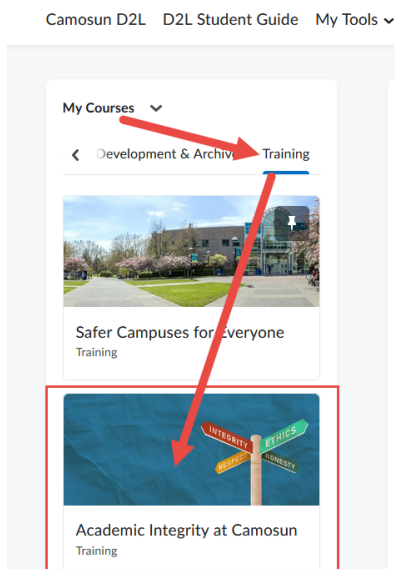 Camosun D2L D2L Student Guide My Tools
My Courses
Development & Archive Training
Safer Campuses for Everyone
Training
INTEGRITY
ETHICS
RESPECT
HONESTY
Academic Integrity at Camosun
Training